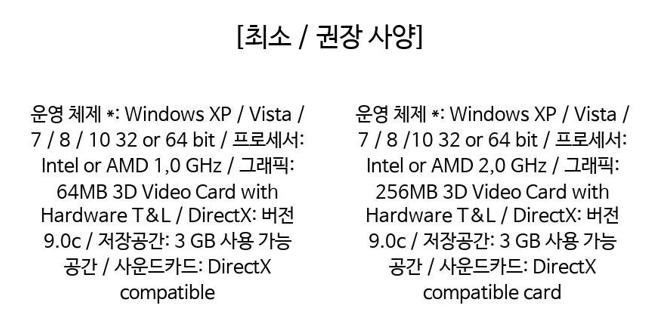 [최소 / 권장 사양]
운영 체제 *: Windows XP / Vista /
7 / 8 / 10 32 or 64 bit / 프로세서:
Intel or AMD 1,0 GHz / 그래픽:
64MB 3D Video Card with
Hardware T&L / DirectX: 버전
9.0c / 저장공간: 3 GB 사용 가능
공간 / 사운드카드: DirectX
compatible
운영 체제 *: Windows XP / Vista /
7 / 8 /10 32 or 64 bit / 프로세서:
Intel or AMD 2,0 GHz / 그래픽:
256MB 3D Video Card with
Hardware T&L / DirectX: 버전
9.0c / 저장공간: 3 GB 사용 가능
공간 / 사운드카드: DirectX
compatible card